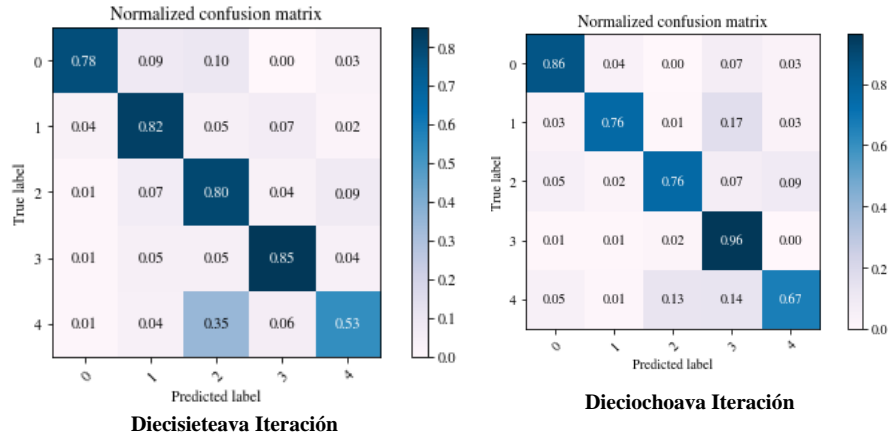 Normalized confusion matrix
0 0.78 0.09 0.10 0.00 0.03
1 0.04 0.82 0.05 0.07 0.02
2 0.01 0.07 0.80 0.04 0.09
3 0.01 0.05 0.05 0.85 0.04
4 0.01 0.04 0.35 0.06 0.53
True label
0 1 2 3 4
Predicted label
0.8
0.7
0.6
0.5
0.4
0.3
0.2
0.1
0.0
Diecisieteava Iteración
Normalized confusion matrix
0 0.86 0.04 0.00 0.07 0.03
1 0.03 0.76 0.01 0.17 0.03
2 0.05 0.02 0.76 0.07 0.09
3 0.01 0.01 0.02 0.96 0.00
4 0.05 0.01 0.13 0.14 0.67
True label
0 1 2 3 4
Predicted label
0.8
0.6
0.4
0.2
0.0
Dieciochoava Iteración